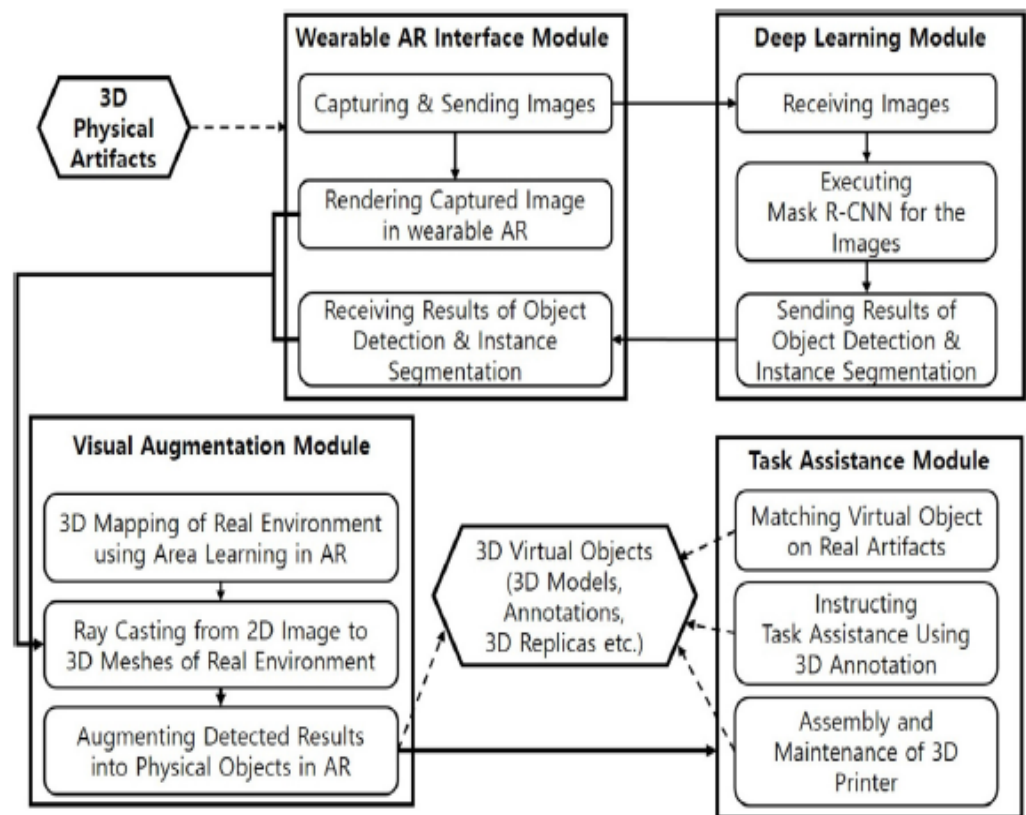 Wearable AR Interface Module
Deep Learning Module
3D
Physical
Artifacts
Capturing & Sending Images
Receiving Images
Rendering Captured Image
in wearable AR
Executing
Mask R-CNN for the
Images
Receiving Results of Object
Detection & Instance
Segmentation
Sending Results of
Object Detection &
Instance Segmentation
Visual Augmentation Module
3D Mapping of Real Environment
using Area Learning in AR
Ray Casting from 2D Image to
3D Meshes of Real Environment
Augmenting Detected Results
into Physical Objects in AR
3D Virtual Objects
(3D Models,
Annotations,
3D Replicas etc.)
Task Assistance Module
Matching Virtual Object
on Real Artifacts
Instructing
Task Assistance Using
3D Annotation
Assembly and
Maintenance of 3D
Printer